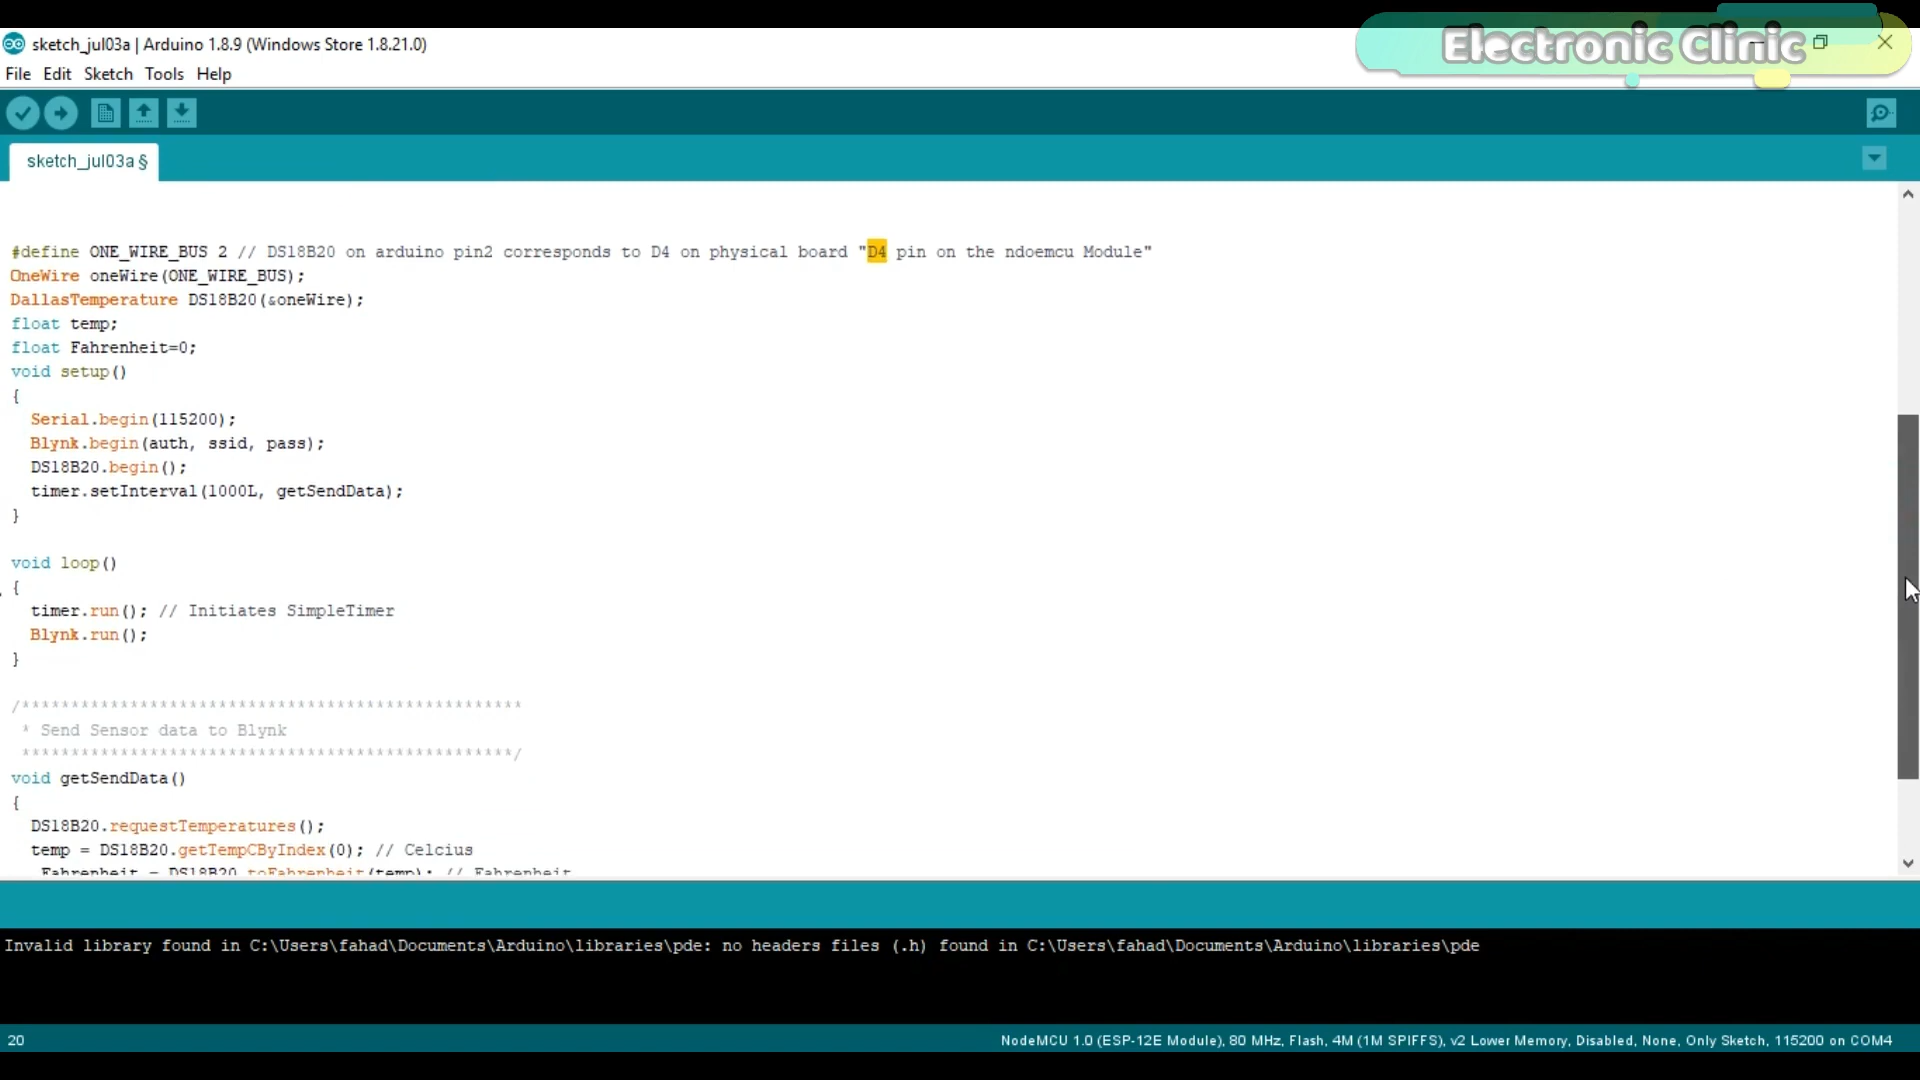 Electronic Clinic
sketch_jul03a | Arduino 1.8.9 (Windows Store 1.8.21.0)
File Edit Sketch Tools Help
sketch_jul03a §
#define ONE_WIRE_BUS 2 // DS18B20 on arduino pin2 corresponds to D4 on physical board "D4 pin on the ndoemcu Module"
OneWire oneWire(ONE_WIRE_BUS);
DallasTemperature DS18B20(&oneWire);
float temp;
float Fahrenheit=0;
void setup()
{
Serial.begin(115200);
Blynk.begin(auth, ssid, pass);
DS18B20.begin();
timer.setInterval(1000L, getSendData);
}
void loop()
{
timer.run(); // Initiates SimpleTimer
Blynk.run();
}
/***************************************************
* Send Sensor data to Blynk
**************************************************/
void getSendData()
{
DS18B20.requestTemperatures();
temp = DS18B20.getTempCByIndex(0); // Celcius
Fahrenheit = DS18B20.toFahrenheit(temp); // Fahrenheit
Invalid library found in C:\Users\fahad\Documents\Arduino\libraries\pde: no headers files (.h) found in C:\Users\fahad\Documents\Arduino\libraries\pde
20
NodeMCU 1.0 (ESP-12E Module), 80 MHz, Flash, 4M (1M SPIFFS), v2 Lower Memory, Disabled, None, Only Sketch, 115200 on COM4